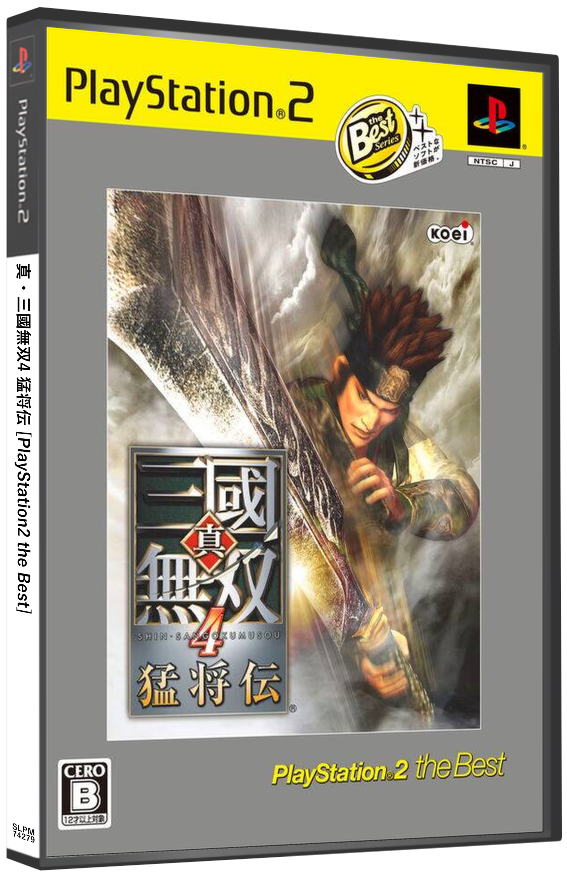 PlayStation®2
the
Best
Series
ベスト
ソフトがな
新価格。
NTSC J
KOEI
三國
真
無双
4
SHIN・SANGOKUMUSOU
猛将伝
®
PlayStation®2 the Best
CERO
B
12才以上対象
PlayStation®2
真・三國無双4 猛将伝 [PlayStation2 the Best]
SLPM
74279